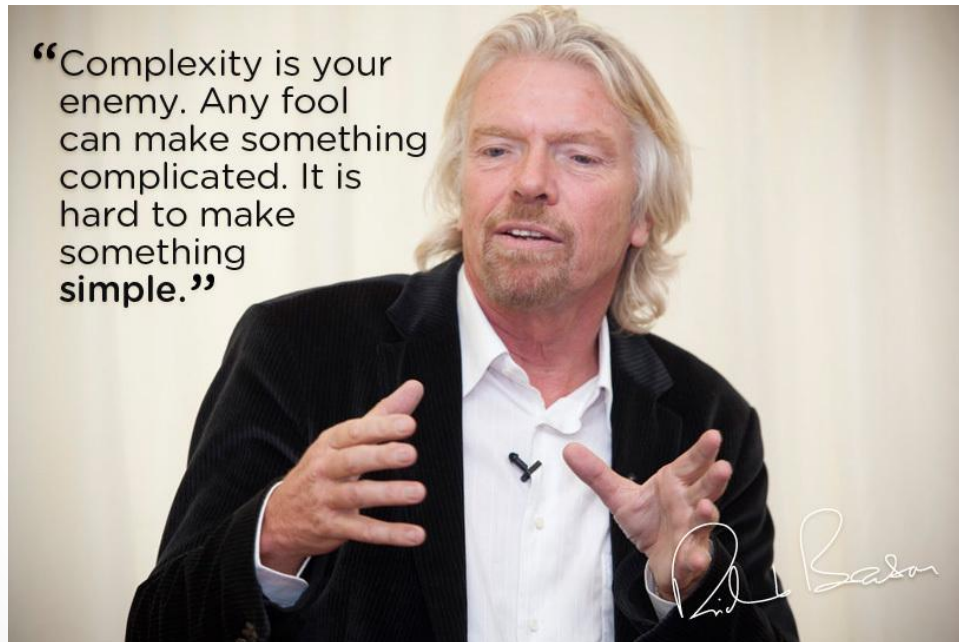 “Complexity is your
enemy. Any fool
can make something
complicated. It is
hard to make
something
simple.”